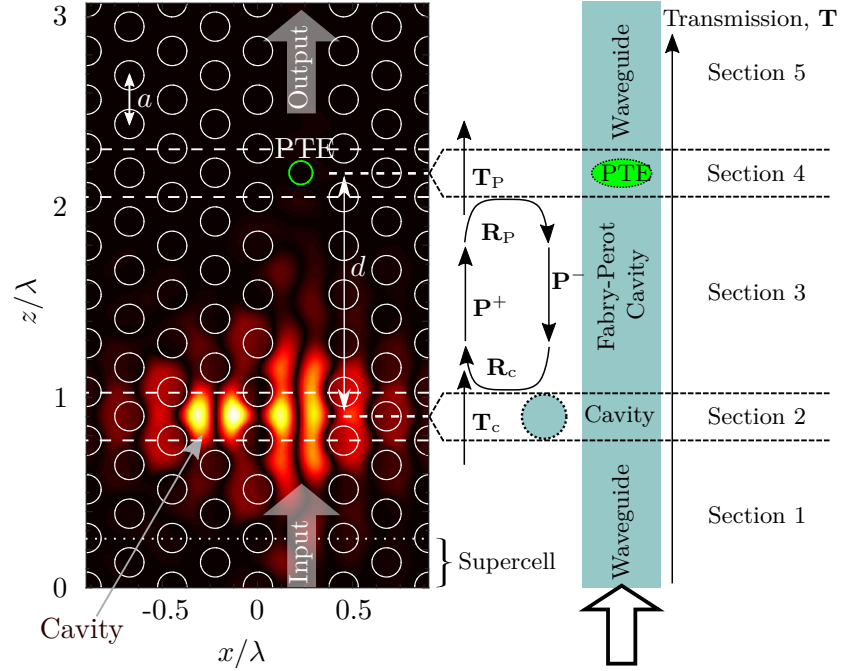 3
2
1
0
z/λ
-0.5
0
0.5
x/λ
a
Output
PTE
d
Input
Cavity
Supercell
T_P
R_P
P^+
P^−
R_c
T_c
Transmission, T
Waveguide
PTE
Fabry-Perot
Cavity
Cavity
Waveguide
Section 5
Section 4
Section 3
Section 2
Section 1